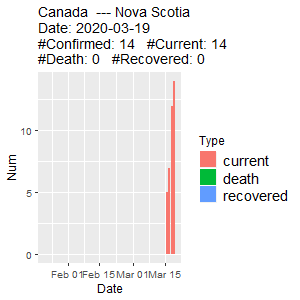 Canada  --- Nova Scotia
Date: 2020-03-19
#Confirmed: 14   #Current: 14
#Death: 0   #Recovered: 0
Num
10
5
0
Feb 01
Feb 15
Mar 01
Mar 15
Date
Type
current
death
recovered